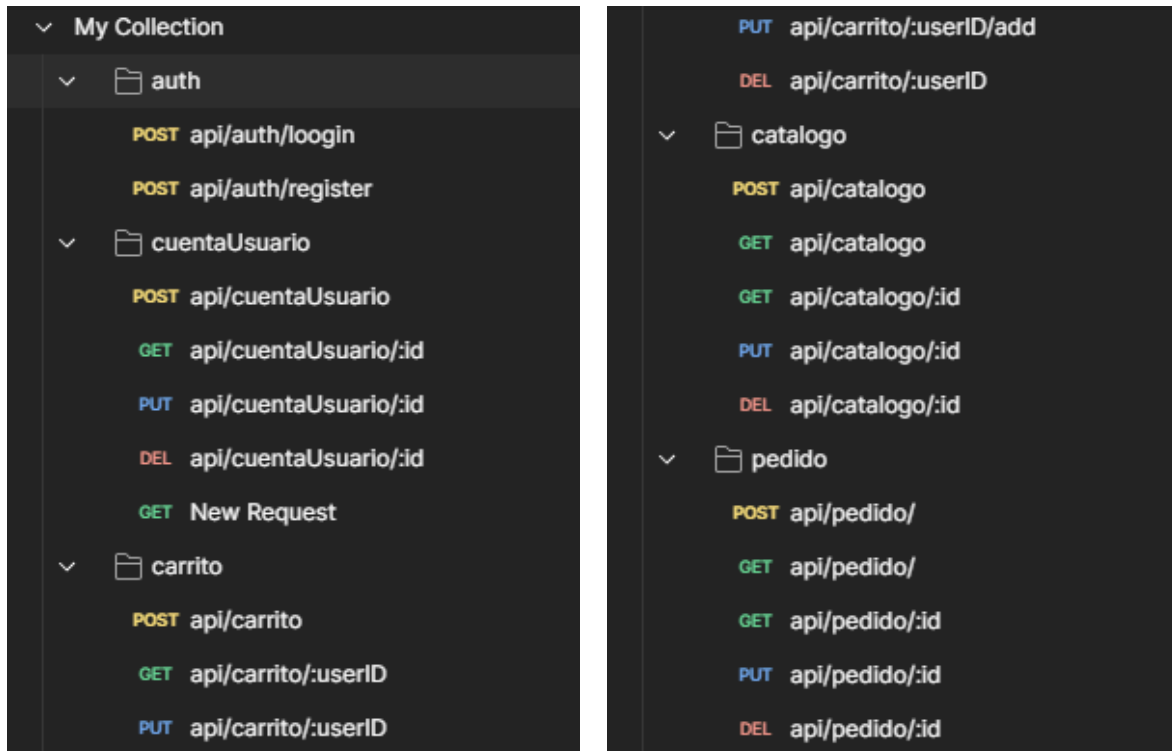 My Collection
auth
POST api/auth/loogin
POST api/auth/register
cuentaUsuario
POST api/cuentaUsuario
GET api/cuentaUsuario/:id
PUT api/cuentaUsuario/:id
DEL api/cuentaUsuario/:id
GET New Request
carrito
POST api/carrito
GET api/carrito/:userID
PUT api/carrito/:userID
PUT api/carrito/:userID/add
DEL api/carrito/:userID
catalogo
POST api/catalogo
GET api/catalogo
GET api/catalogo/:id
PUT api/catalogo/:id
DEL api/catalogo/:id
pedido
POST api/pedido/
GET api/pedido/
GET api/pedido/:id
PUT api/pedido/:id
DEL api/pedido/:id